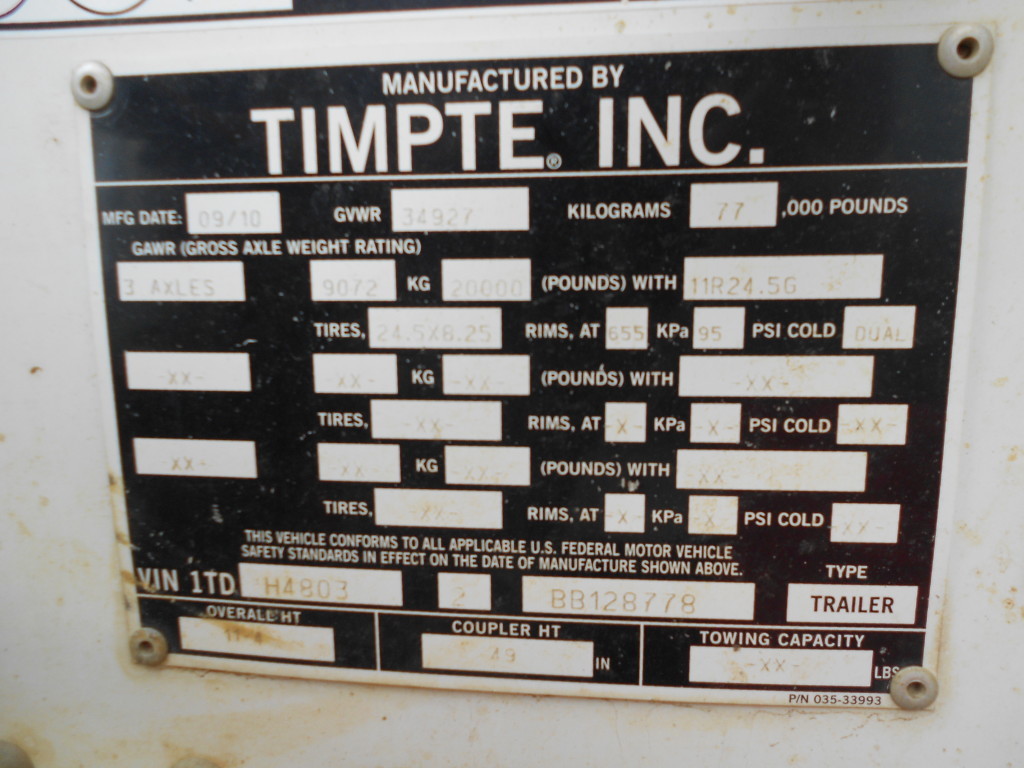 MANUFACTURED BY
TIMPTE® INC.
MFG DATE: 09/10 GVWR 34927 KILOGRAMS 77 ,000 POUNDS
GAWR (GROSS AXLE WEIGHT RATING)
3 AXLES 9072 KG 20000 (POUNDS) WITH 11R24.5G
TIRES, 24.5X8.25 RIMS, AT 655 KPa 95 PSI COLD DUAL
-XX- -XX- KG -XX- (POUNDS) WITH -XX-
TIRES, -XX- RIMS, AT -X- KPa -X- PSI COLD -XX-
-XX- -XX- KG -XX- (POUNDS) WITH -XX-
TIRES, -XX- RIMS, AT -X- KPa -X- PSI COLD -XX-
THIS VEHICLE CONFORMS TO ALL APPLICABLE U.S. FEDERAL MOTOR VEHICLE
SAFETY STANDARDS IN EFFECT ON THE DATE OF MANUFACTURE SHOWN ABOVE.
TYPE
VIN 1TD H4803 2 BB128778 TRAILER
OVERALL HT COUPLER HT TOWING CAPACITY
11-4 49 IN -XX- LBS
P/N 035-33993